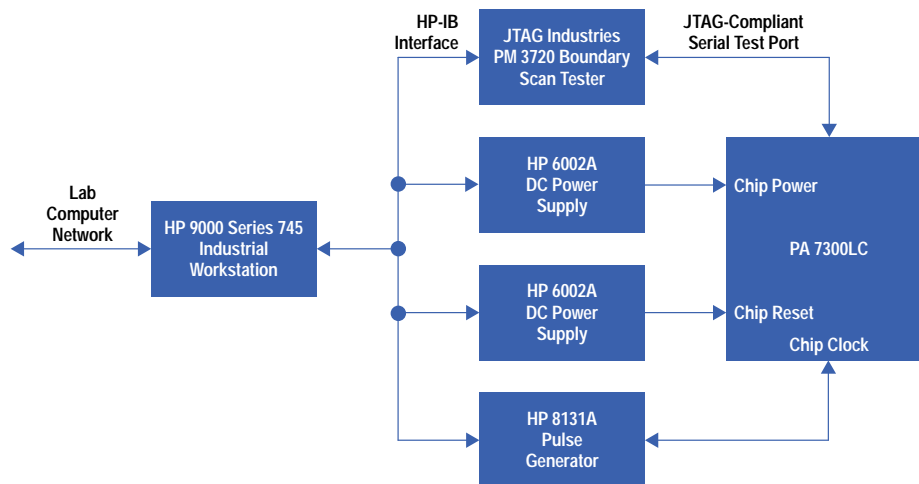 HP-IB
Interface
JTAG Industries
PM 3720 Boundary
Scan Tester
JTAG-Compliant
Serial Test Port
Lab
Computer
Network
HP 9000 Series 745
Industrial
Workstation
HP 6002A
DC Power
Supply
Chip Power
PA 7300LC
HP 6002A
DC Power
Supply
Chip Reset
Chip Clock
HP 8131A
Pulse
Generator